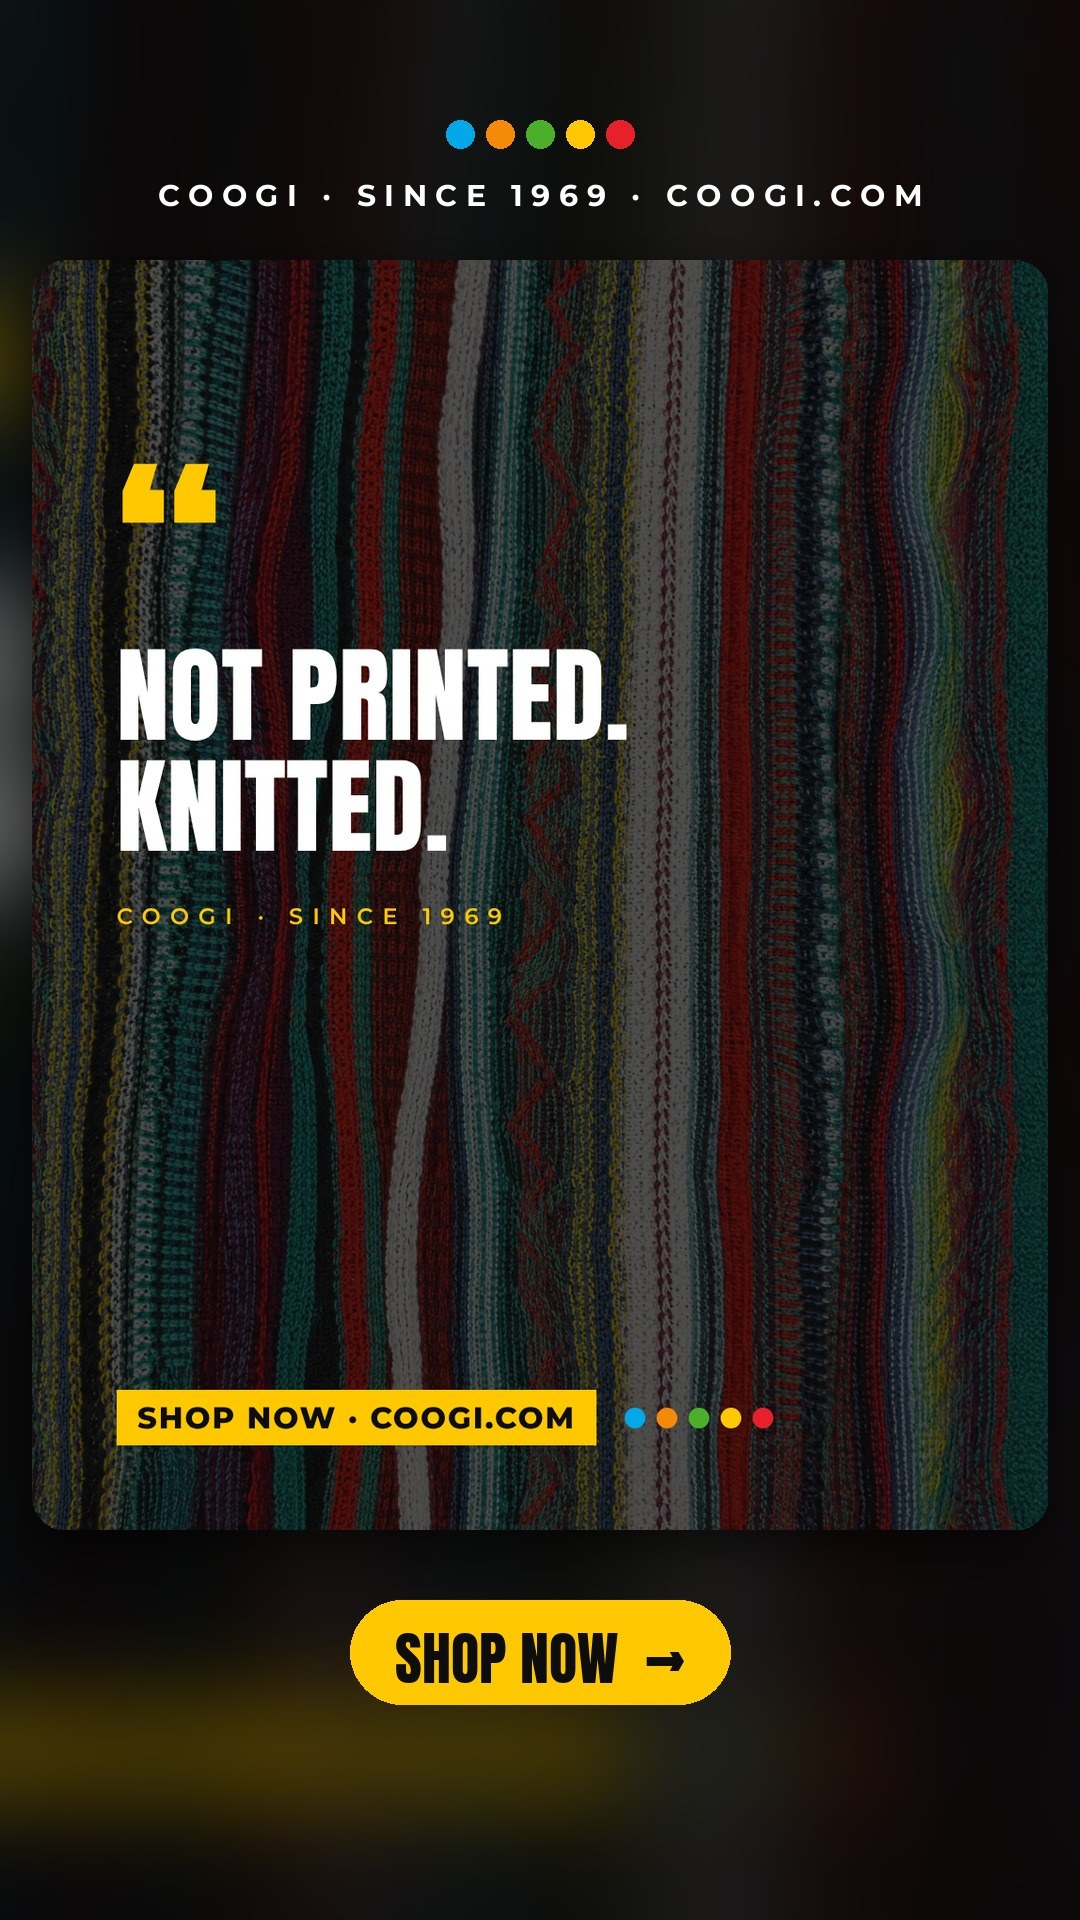 COOGI · SINCE 1969 · COOGI.COM
“
NOT PRINTED.
KNITTED.
COOGI · SINCE 1969
SHOP NOW · COOGI.COM
SHOP NOW →